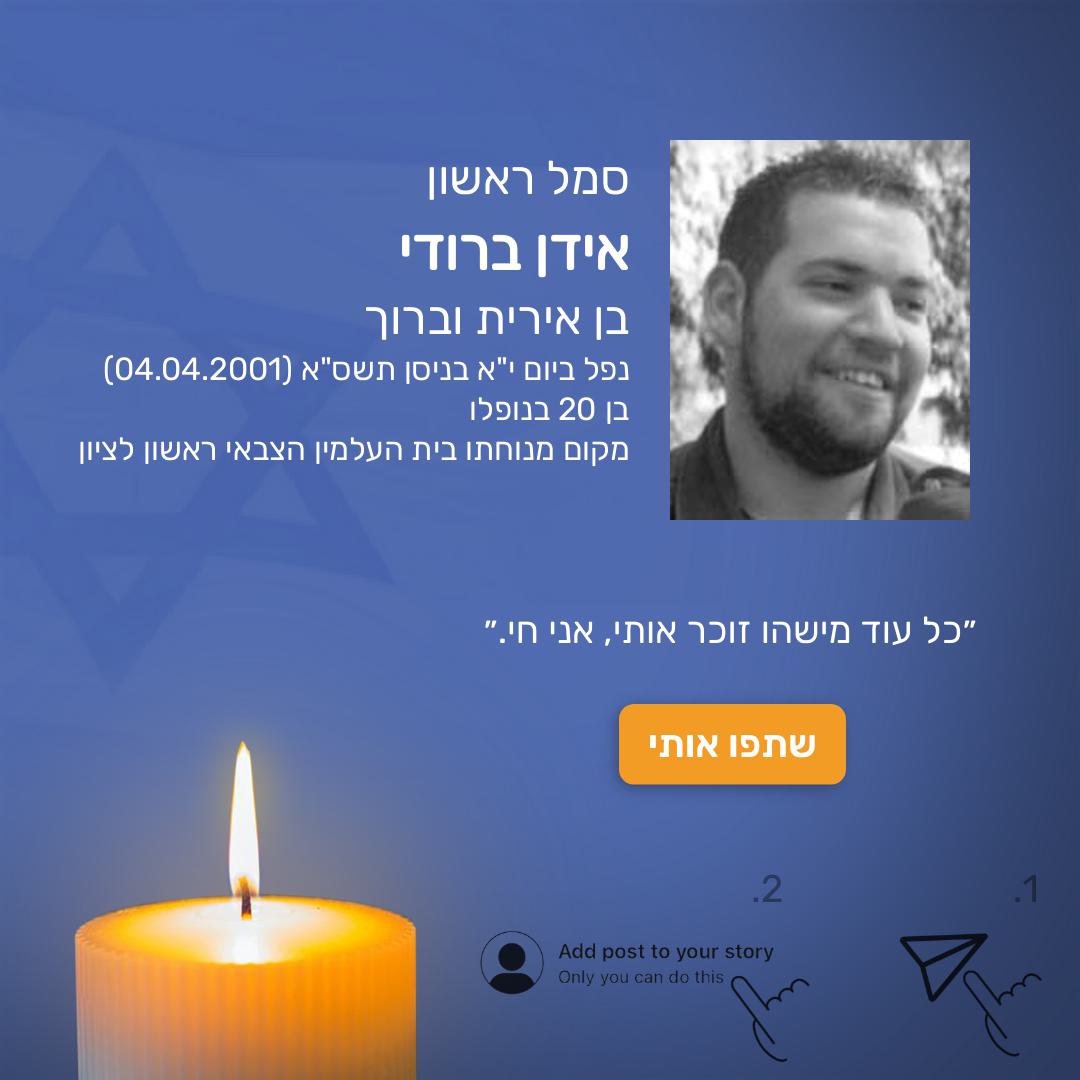 סמל ראשון
אידן ברודי
בן אירית וברוך
נפל ביום י"א בניסן תשס"א (04.04.2001)
בן 20 בנופלו
מקום מנוחתו בית העלמין הצבאי ראשון לציון
״כל עוד מישהו זוכר אותי, אני חי.״
שתפו אותי
1.
2.
Add post to your story
Only you can do this